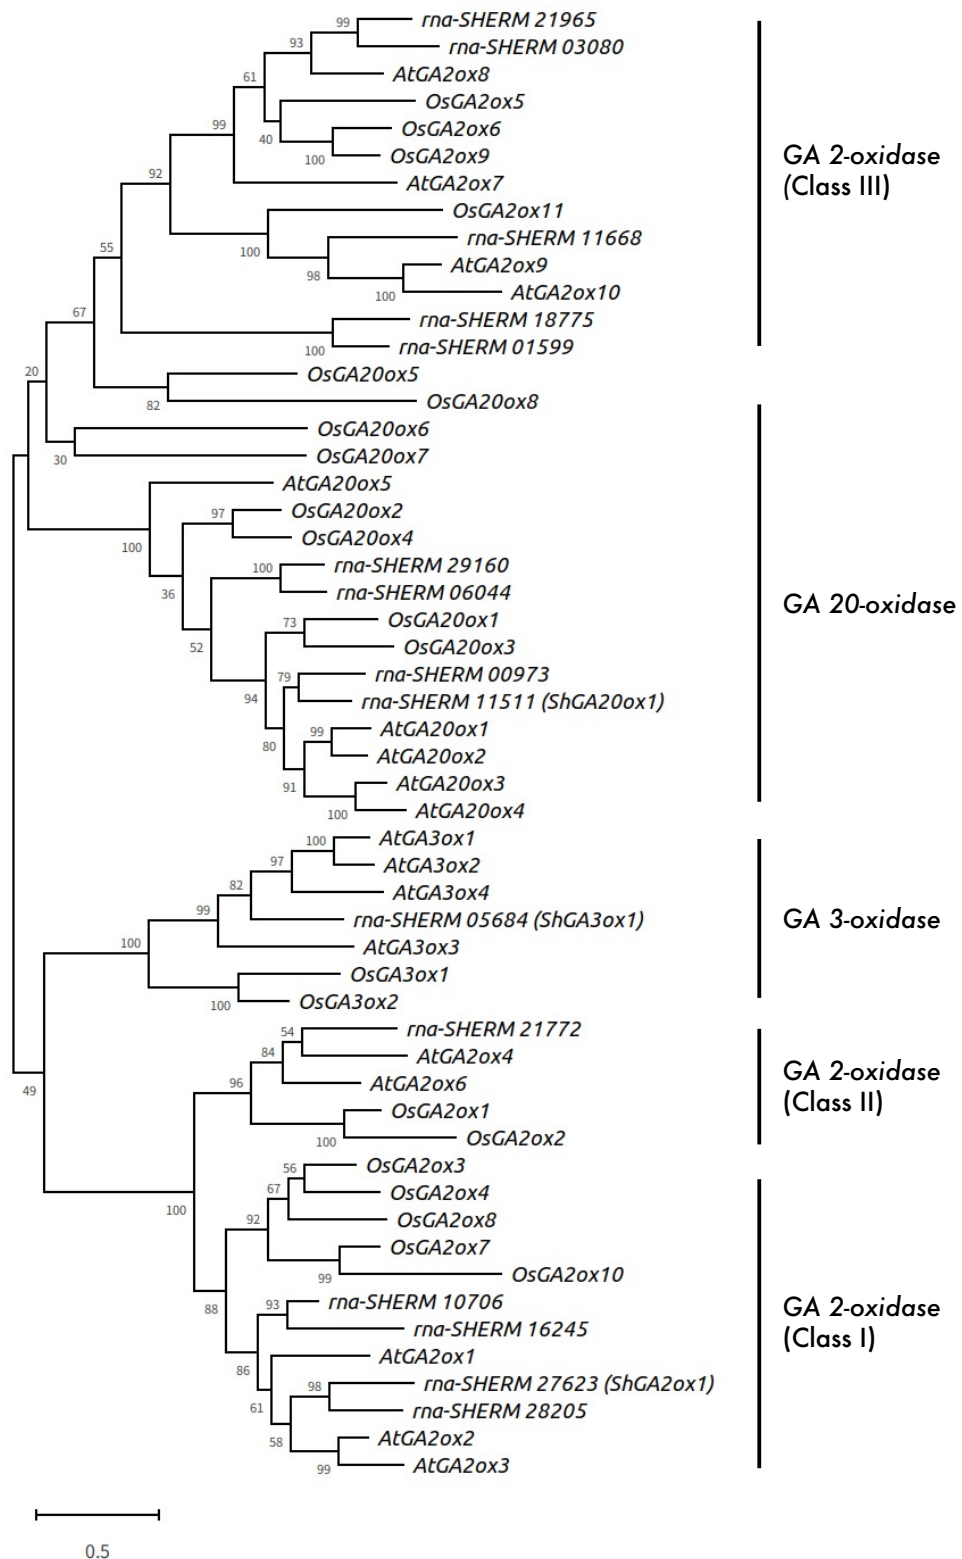 rna-SHERM 21965
99
rna-SHERM 03080
93
AtGA2ox8
61
OsGA2ox5
99
OsGA2ox6
40
OsGA2ox9
100
GA 2-oxidase
(Class III)
92
AtGA2ox7
OsGA2ox11
rna-SHERM 11668
55
100
AtGA2ox9
98
AtGA2ox10
100
67
rna-SHERM 18775
rna-SHERM 01599
100
20
OsGA20ox5
OsGA20ox8
82
OsGA20ox6
OsGA20ox7
30
AtGA20ox5
97
OsGA20ox2
OsGA20ox4
100
100
rna-SHERM 29160
rna-SHERM 06044
36
GA 20-oxidase
73
OsGA20ox1
OsGA20ox3
52
79
rna-SHERM 00973
94
rna-SHERM 11511 (ShGA20ox1)
99
AtGA20ox1
80
AtGA20ox2
91
AtGA20ox3
AtGA20ox4
100
AtGA3ox1
100
AtGA3ox2
97
82
AtGA3ox4
99
rna-SHERM 05684 (ShGA3ox1)
GA 3-oxidase
100
AtGA3ox3
OsGA3ox1
OsGA3ox2
100
54
rna-SHERM 21772
84
AtGA2ox4
96
AtGA2ox6
49
OsGA2ox1
OsGA2ox2
100
GA 2-oxidase
(Class II)
56
OsGA2ox3
67
OsGA2ox4
100
92
OsGA2ox8
OsGA2ox7
OsGA2ox10
99
88
93
rna-SHERM 10706
rna-SHERM 16245
GA 2-oxidase
(Class I)
AtGA2ox1
86
98
rna-SHERM 27623 (ShGA2ox1)
61
rna-SHERM 28205
58
AtGA2ox2
AtGA2ox3
99
0.5